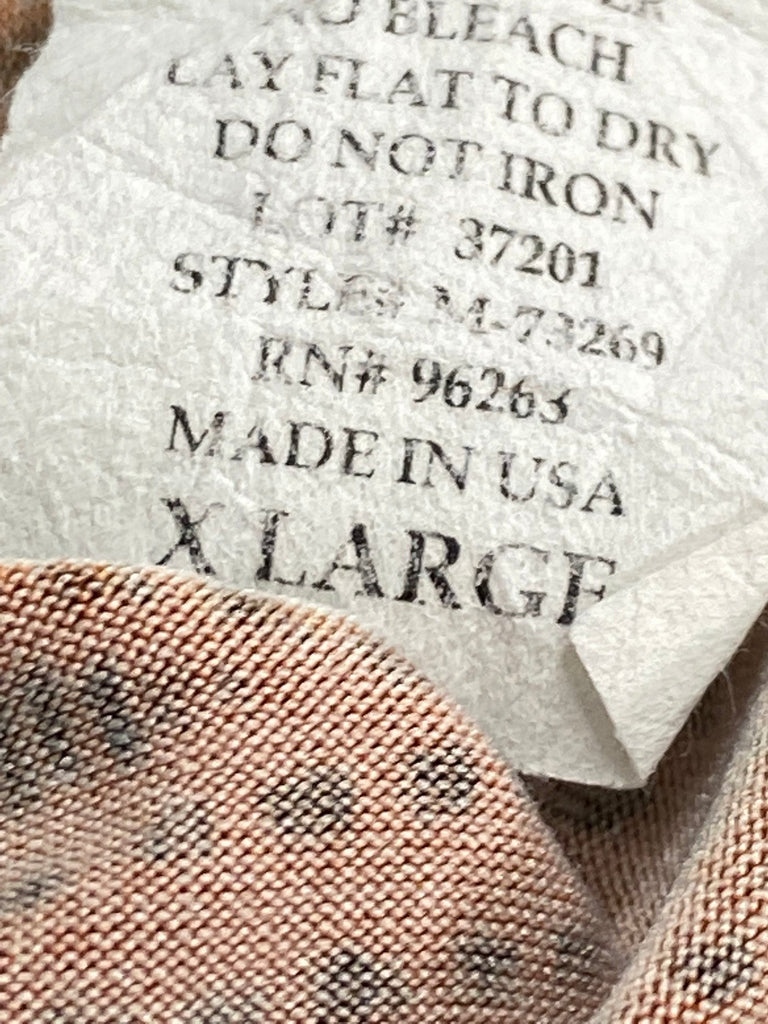 NO BLEACH
LAY FLAT TO DRY
DO NOT IRON
LOT# 37201
STYLE# M-73269
RN# 96263
MADE IN USA
X LARGE